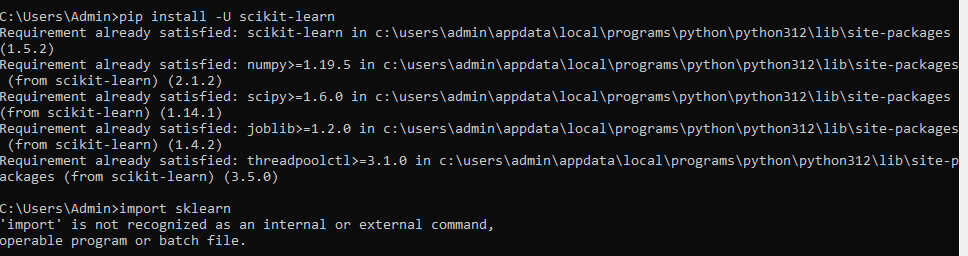 C:\Users\Admin>pip install -U scikit-learn
Requirement already satisfied: scikit-learn in c:\users\admin\appdata\local\programs\python\python312\lib\site-packages
(1.5.2)
Requirement already satisfied: numpy>=1.19.5 in c:\users\admin\appdata\local\programs\python\python312\lib\site-packages
 (from scikit-learn) (2.1.2)
Requirement already satisfied: scipy>=1.6.0 in c:\users\admin\appdata\local\programs\python\python312\lib\site-packages
(from scikit-learn) (1.14.1)
Requirement already satisfied: joblib>=1.2.0 in c:\users\admin\appdata\local\programs\python\python312\lib\site-packages
 (from scikit-learn) (1.4.2)
Requirement already satisfied: threadpoolctl>=3.1.0 in c:\users\admin\appdata\local\programs\python\python312\lib\site-p
ackages (from scikit-learn) (3.5.0)
C:\Users\Admin>import sklearn
'import' is not recognized as an internal or external command,
operable program or batch file.